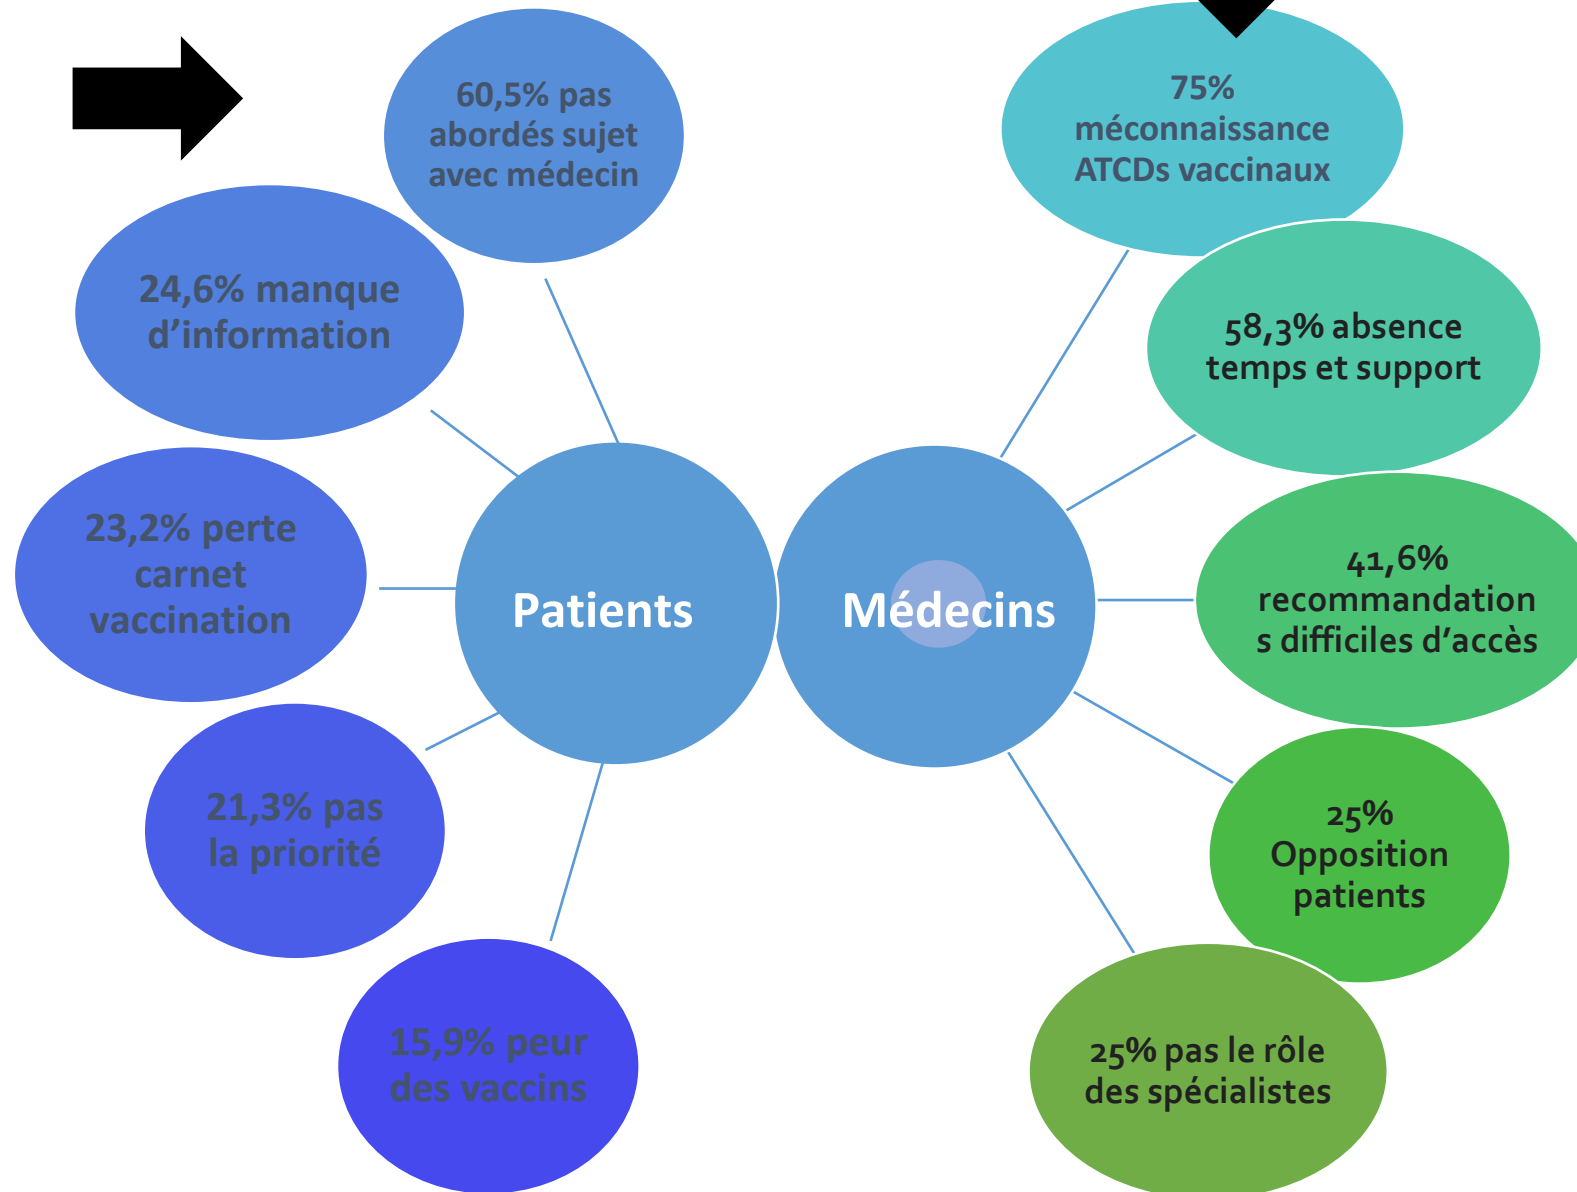 60,5% pas
abordés sujet
avec médecin
24,6% manque
d’information
23,2% perte
carnet
vaccination
21,3% pas
la priorité
15,9% peur
des vaccins
Patients
Médecins
75%
méconnaissance
ATCDs vaccinaux
58,3% absence
temps et support
41,6%
recommandation
s difficiles d’accès
25%
Opposition
patients
25% pas le rôle
des spécialistes